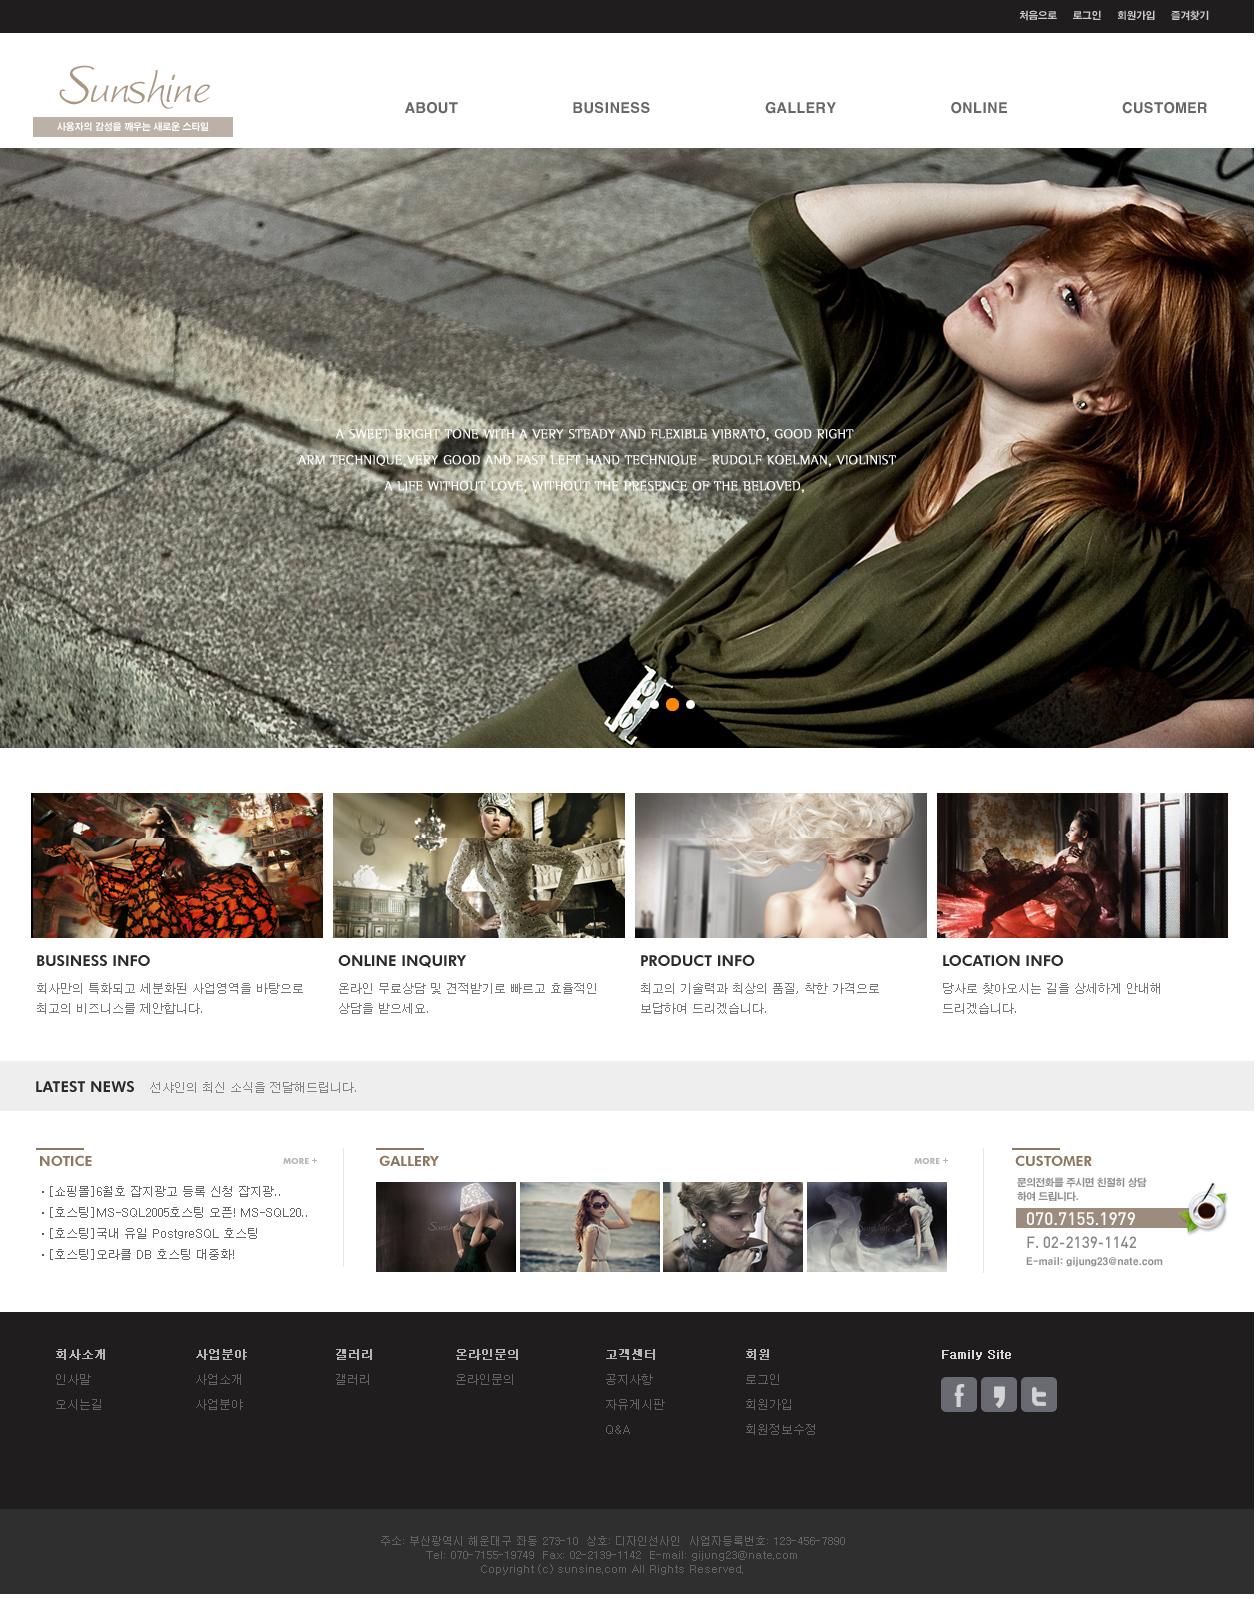 처음으로 로그인 회원가입 즐겨찾기
Sunshine
사용자의 감성을 깨우는 새로운 스타일
ABOUT BUSINESS GALLERY ONLINE CUSTOMER
A SWEET BRIGHT TONE WITH A VERY STEADY AND FLEXIBLE VIBRATO, GOOD RIGHT
ARM TECHNIQUE,VERY GOOD AND FAST LEFT HAND TECHNIQUE - RUDOLF KOELMAN, VIOLINIST
A LIFE WITHOUT LOVE, WITHOUT THE PRESENCE OF THE BELOVED,
BUSINESS INFO
회사만의 특화되고 세분화된 사업영역을 바탕으로
최고의 비즈니스를 제안합니다.
ONLINE INQUIRY
온라인 무료상담 및 견적받기로 빠르고 효율적인
상담을 받으세요.
PRODUCT INFO
최고의 기술력과 최상의 품질, 착한 가격으로
보답하여 드리겠습니다.
LOCATION INFO
당사로 찾아오시는 길을 상세하게 안내해
드리겠습니다.
LATEST NEWS 선샤인의 최신 소식을 전달해드립니다.
NOTICE MORE +
· [쇼핑몰]6월호 잡지광고 등록 신청 잡지광..
· [호스팅]MS-SQL2005호스팅 오픈! MS-SQL20..
· [호스팅]국내 유일 PostgreSQL 호스팅
· [호스팅]오라클 DB 호스팅 대중화!
GALLERY MORE +
CUSTOMER
문의전화를 주시면 친절히 상담
하여 드립니다.
070.7155.1979
F. 02-2139-1142
E-mail: gijung23@nate.com
회사소개 사업분야 갤러리 온라인문의 고객센터 회원 Family Site
인사말 사업소개 갤러리 온라인문의 공지사항 로그인
오시는길 사업분야 자유게시판 회원가입
Q&A 회원정보수정
주소: 부산광역시 해운대구 좌동 273-10 상호: 디자인선샤인 사업자등록번호: 123-456-7890
Tel: 070-7155-19749 Fax: 02-2139-1142 E-mail: gijung23@nate.com
Copyright (c) sunsine.com All Rights Reserved.